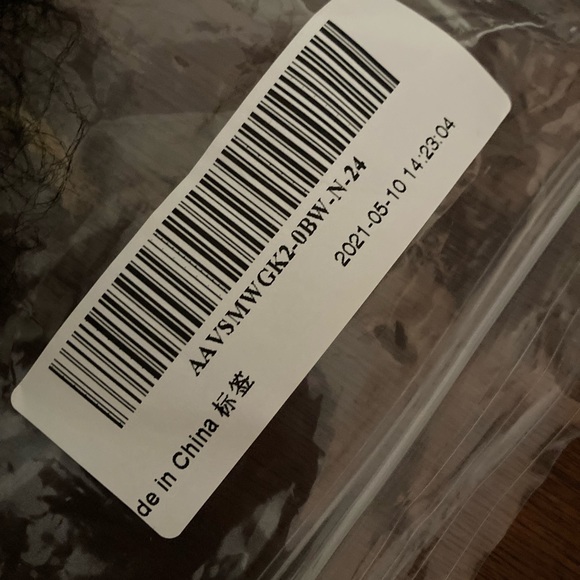 AAVSMWGK2-0BW-N-24
2021-05-10 14:23:04
de in China 标签